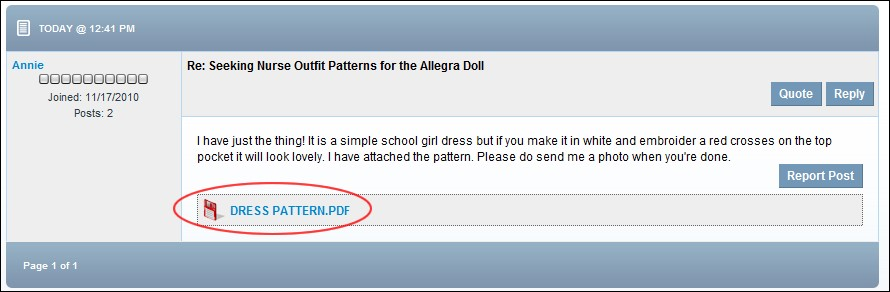 TODAY @ 12:41 PM
Annie
Joined: 11/17/2010
Posts: 2
Re: Seeking Nurse Outfit Patterns for the Allegra Doll
Quote Reply
I have just the thing! It is a simple school girl dress but if you make it in white and embroider a red crosses on the top
pocket it will look lovely. I have attached the pattern. Please do send me a photo when you're done.
Report Post
DRESS PATTERN.PDF
Page 1 of 1